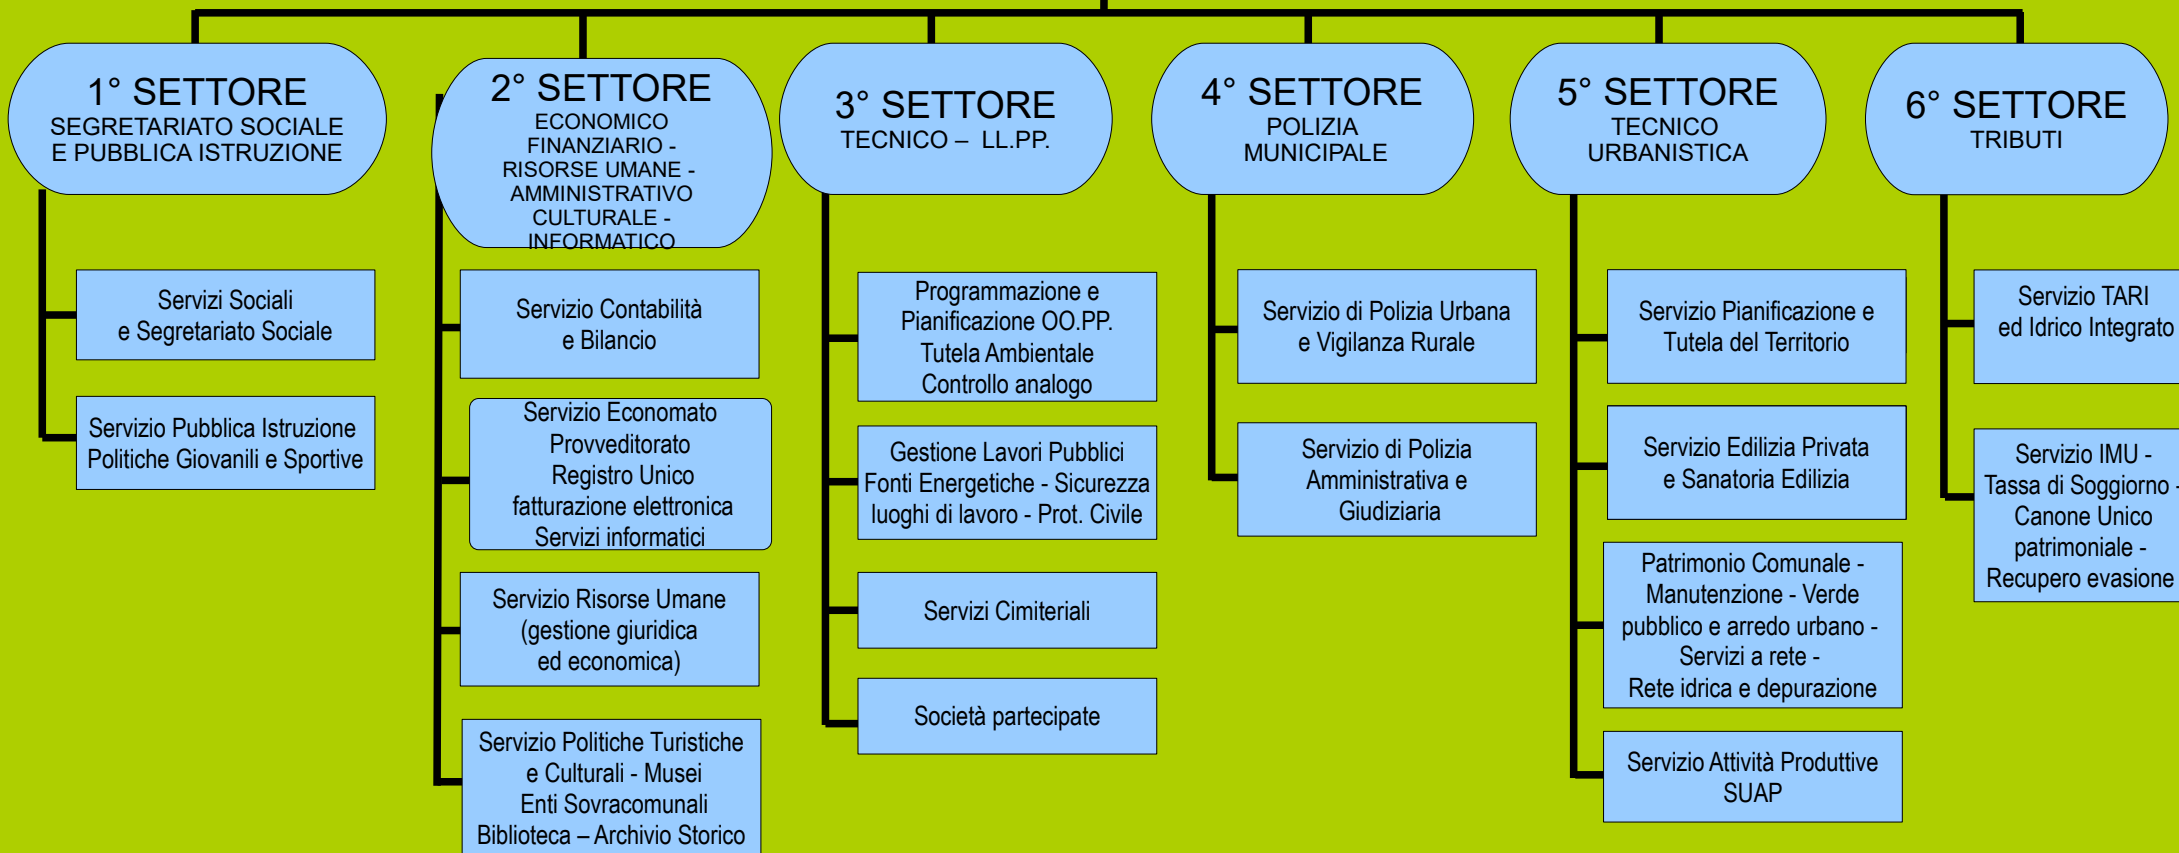 1° SETTORE
SEGRETARIATO SOCIALE
E PUBBLICA ISTRUZIONE
Servizi Sociali
e Segretariato Sociale
Servizio Pubblica Istruzione
Politiche Giovanili e Sportive
2° SETTORE
ECONOMICO
FINANZIARIO -
RISORSE UMANE -
AMMINISTRATIVO
CULTURALE -
INFORMATICO
Servizio Contabilità
e Bilancio
Servizio Economato
Provveditorato
Registro Unico
fatturazione elettronica
Servizi informatici
Servizio Risorse Umane
(gestione giuridica
ed economica)
Servizio Politiche Turistiche
e Culturali - Musei
Enti Sovracomunali
Biblioteca – Archivio Storico
3° SETTORE
TECNICO – LL.PP.
Programmazione e
Pianificazione OO.PP.
Tutela Ambientale
Controllo analogo
Gestione Lavori Pubblici
Fonti Energetiche - Sicurezza
luoghi di lavoro - Prot. Civile
Servizi Cimiteriali
Società partecipate
4° SETTORE
POLIZIA
MUNICIPALE
Servizio di Polizia Urbana
e Vigilanza Rurale
Servizio di Polizia
Amministrativa e
Giudiziaria
5° SETTORE
TECNICO
URBANISTICA
Servizio Pianificazione e
Tutela del Territorio
Servizio Edilizia Privata
e Sanatoria Edilizia
Patrimonio Comunale -
Manutenzione - Verde
pubblico e arredo urbano -
Servizi a rete -
Rete idrica e depurazione
Servizio Attività Produttive
SUAP
6° SETTORE
TRIBUTI
Servizio TARI
ed Idrico Integrato
Servizio IMU -
Tassa di Soggiorno -
Canone Unico
patrimoniale -
Recupero evasione